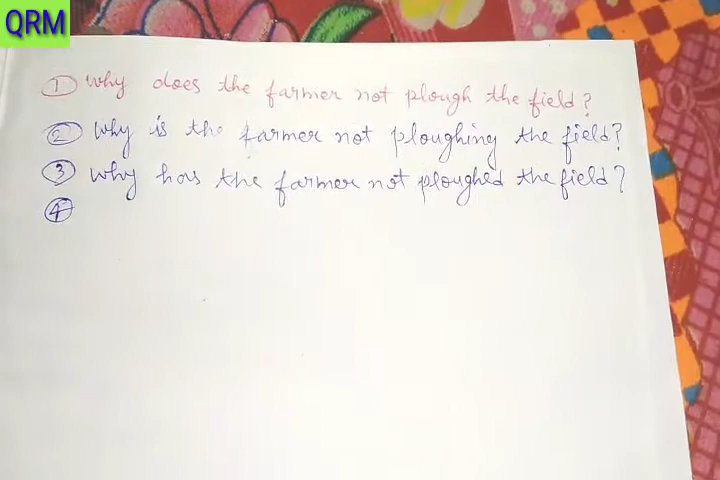 QRM
① Why does the farmer not plough the field?
② Why is the farmer not ploughing the field?
③ Why has the farmer not ploughed the field?
④